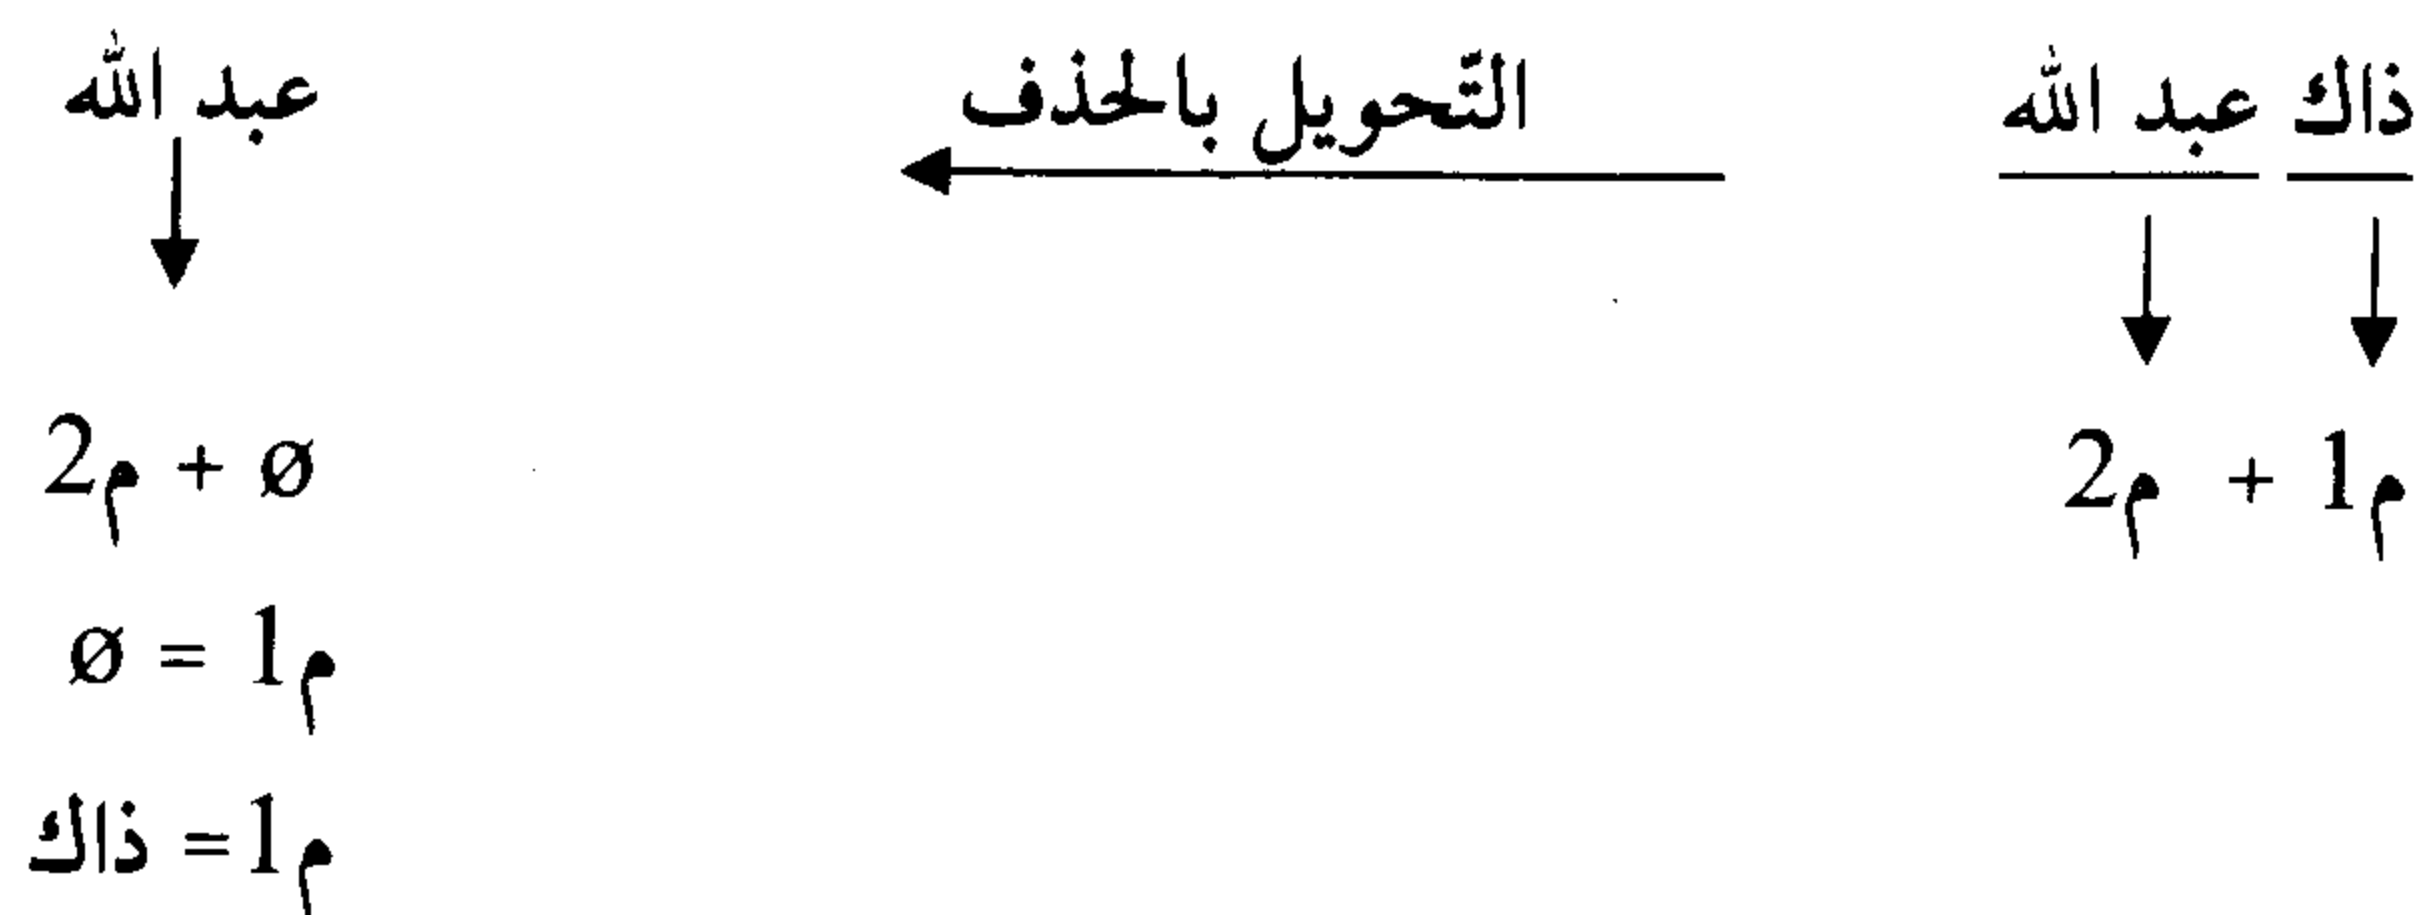 ذاك عبد الله التّحويل بالحذف عبد الله
م1 + م2 ø + م2
م1 = ø
م1 = ذاك